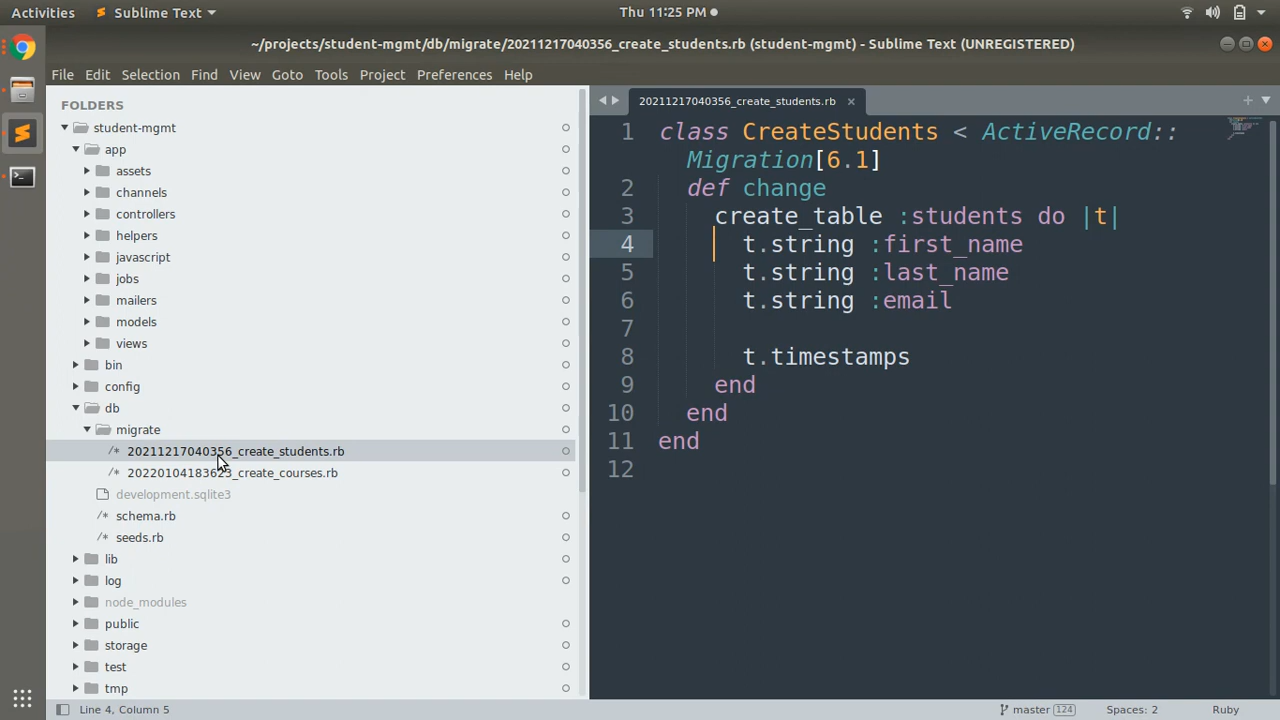 Activities
Sublime Text
Thu 11:25 PM
~/projects/student-mgmt/db/migrate/20211217040356_create_students.rb (student-mgmt) - Sublime Text (UNREGISTERED)
File Edit Selection Find View Goto Tools Project Preferences Help
FOLDERS
student-mgmt
app
assets
channels
controllers
helpers
javascript
jobs
mailers
models
views
bin
config
db
migrate
/* 20211217040356_create_students.rb
/* 20220104183623_create_courses.rb
development.sqlite3
/* schema.rb
/* seeds.rb
lib
log
node_modules
public
storage
test
tmp
20211217040356_create_students.rb ×
1 class CreateStudents < ActiveRecord::
Migration[6.1]
2 def change
3 create_table :students do |t|
4 t.string :first_name
5 t.string :last_name
6 t.string :email
7
8 t.timestamps
9 end
10 end
11 end
12
Line 4, Column 5
master 124
Spaces: 2
Ruby